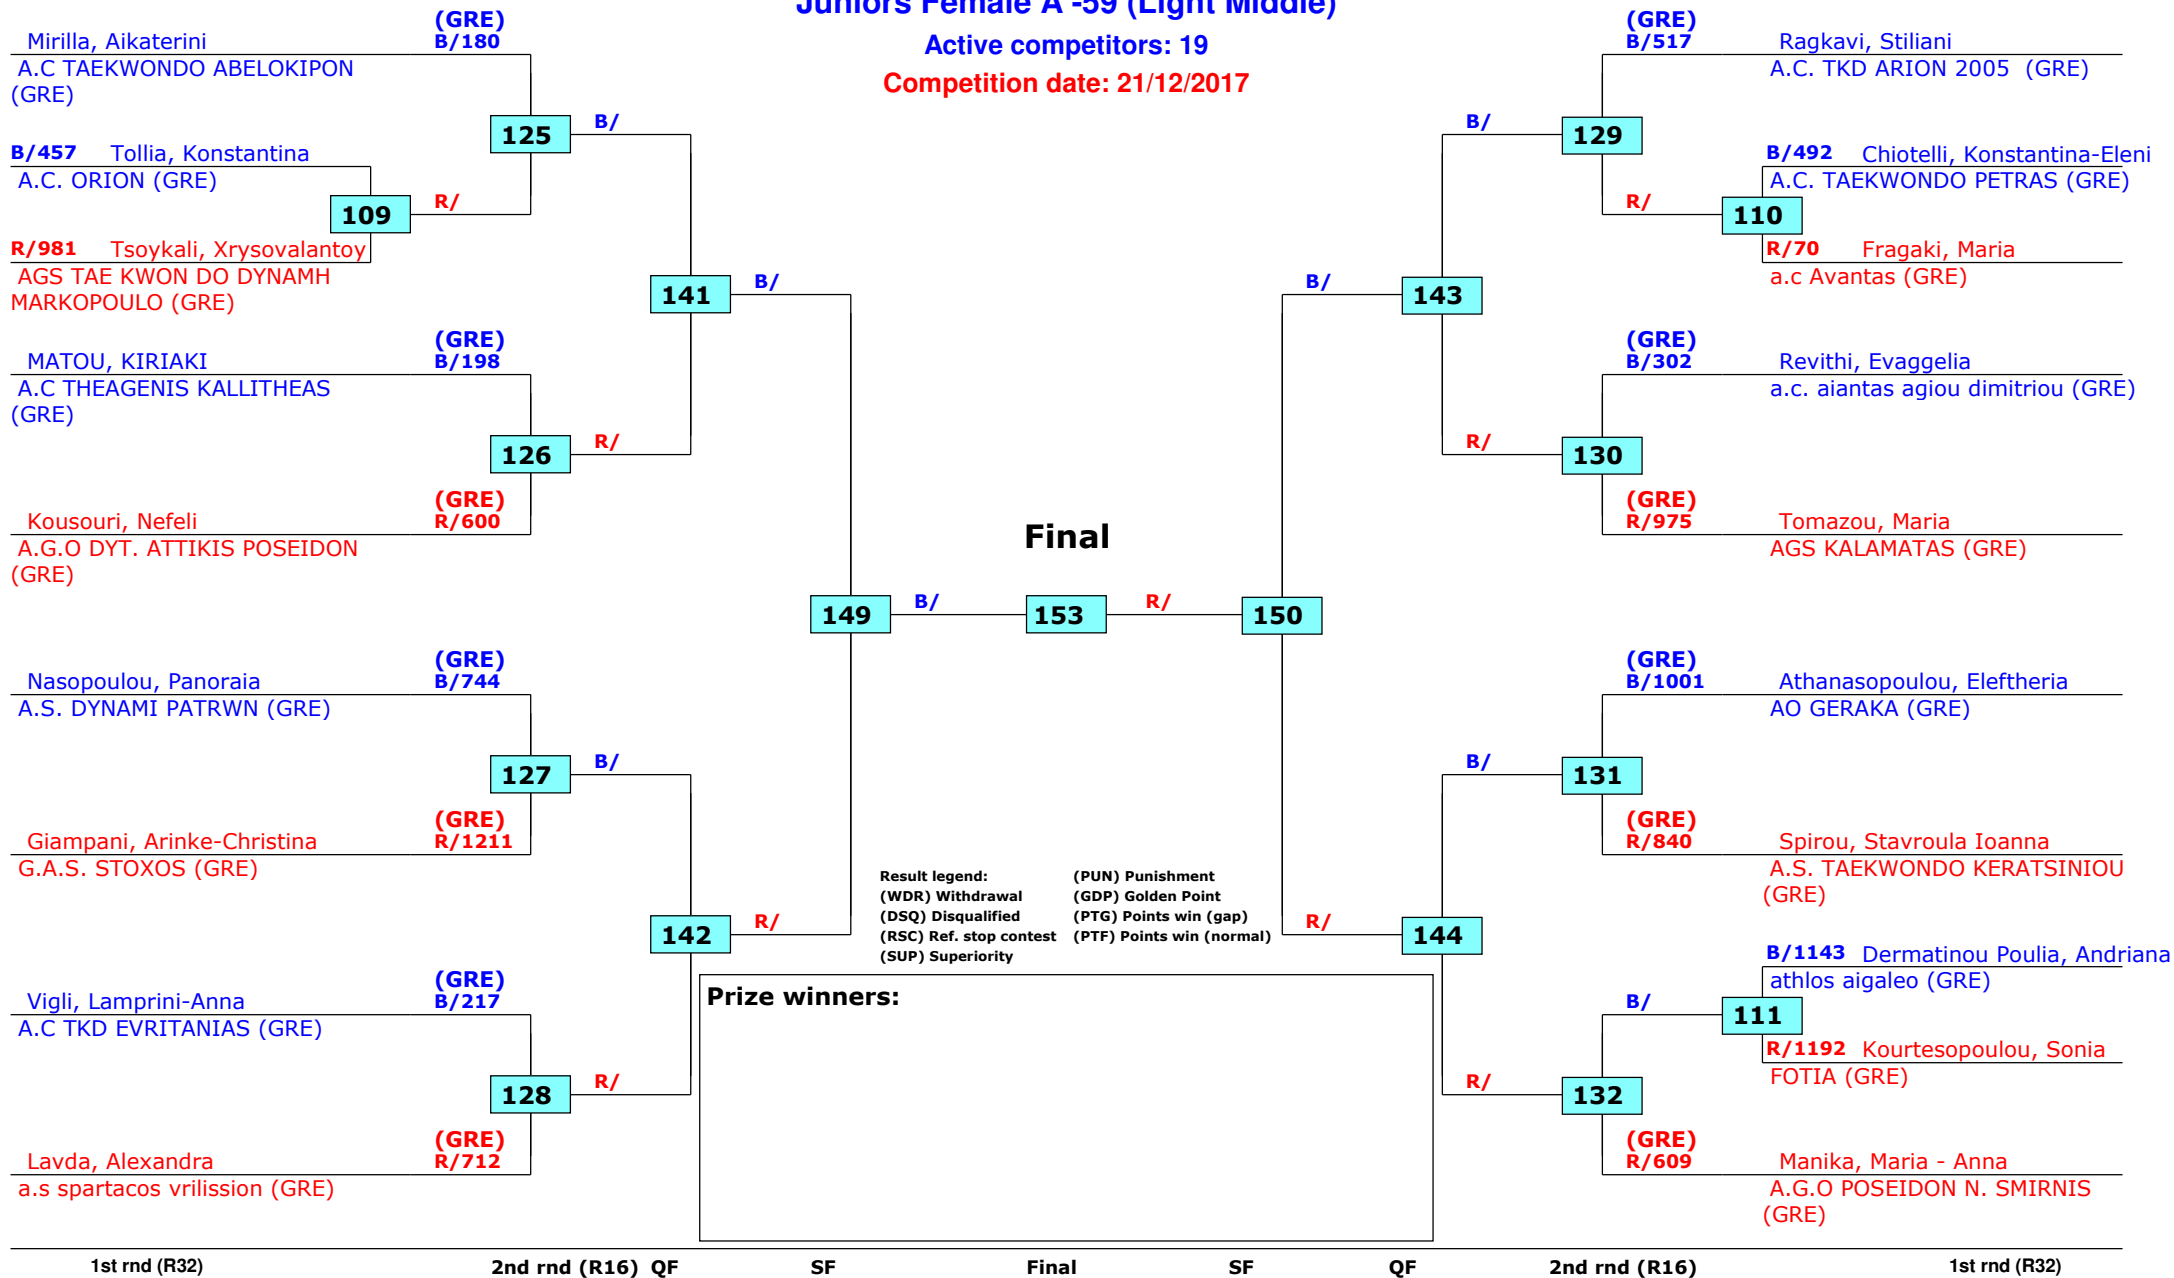 Juniors Female A -59 (Light Middle)
Active competitors: 19
Competition date: 21/12/2017
(GRE)
Mirilla, Aikaterini B/180
A.C TAEKWONDO ABELOKIPON
(GRE)
125
B/
B/457 Tollia, Konstantina
A.C. ORION (GRE)
109
R/
R/981 Tsoykali, Xrysovalantoy
AGS TAE KWON DO DYNAMH
MARKOPOULO (GRE)
141
B/
(GRE)
MATOU, KIRIAKI B/198
A.C THEAGENIS KALLITHEAS
(GRE)
126
R/
(GRE)
Kousouri, Nefeli R/600
A.G.O DYT. ATTIKIS POSEIDON
(GRE)
149
B/
(GRE)
Nasopoulou, Panoraia B/744
A.S. DYNAMI PATRWN (GRE)
127
B/
(GRE)
Giampani, Arinke-Christina R/1211
G.A.S. STOXOS (GRE)
142
R/
(GRE)
Vigli, Lamprini-Anna B/217
A.C TKD EVRITANIAS (GRE)
128
R/
(GRE)
Lavda, Alexandra R/712
a.s spartacos vrilission (GRE)
Final
153
R/
150
(GRE)
B/517 Ragkavi, Stiliani
A.C. TKD ARION 2005 (GRE)
B/
129
B/492 Chiotelli, Konstantina-Eleni
A.C. TAEKWONDO PETRAS (GRE)
R/
110
R/70 Fragaki, Maria
a.c Avantas (GRE)
B/
143
(GRE)
B/302 Revithi, Evaggelia
a.c. aiantas agiou dimitriou (GRE)
R/
130
(GRE)
R/975 Tomazou, Maria
AGS KALAMATAS (GRE)
(GRE)
B/1001 Athanasopoulou, Eleftheria
AO GERAKA (GRE)
B/
131
(GRE)
R/840 Spirou, Stavroula Ioanna
A.S. TAEKWONDO KERATSINIOU
(GRE)
R/
144
B/1143 Dermatinou Poulia, Andriana
athlos aigaleo (GRE)
B/
111
R/1192 Kourtesopoulou, Sonia
FOTIA (GRE)
R/
132
(GRE)
R/609 Manika, Maria - Anna
A.G.O POSEIDON N. SMIRNIS
(GRE)
Result legend: (PUN) Punishment
(WDR) Withdrawal (GDP) Golden Point
(DSQ) Disqualified (PTG) Points win (gap)
(RSC) Ref. stop contest (PTF) Points win (normal)
(SUP) Superiority
Prize winners:
1st rnd (R32) 2nd rnd (R16) QF SF Final SF QF 2nd rnd (R16) 1st rnd (R32)